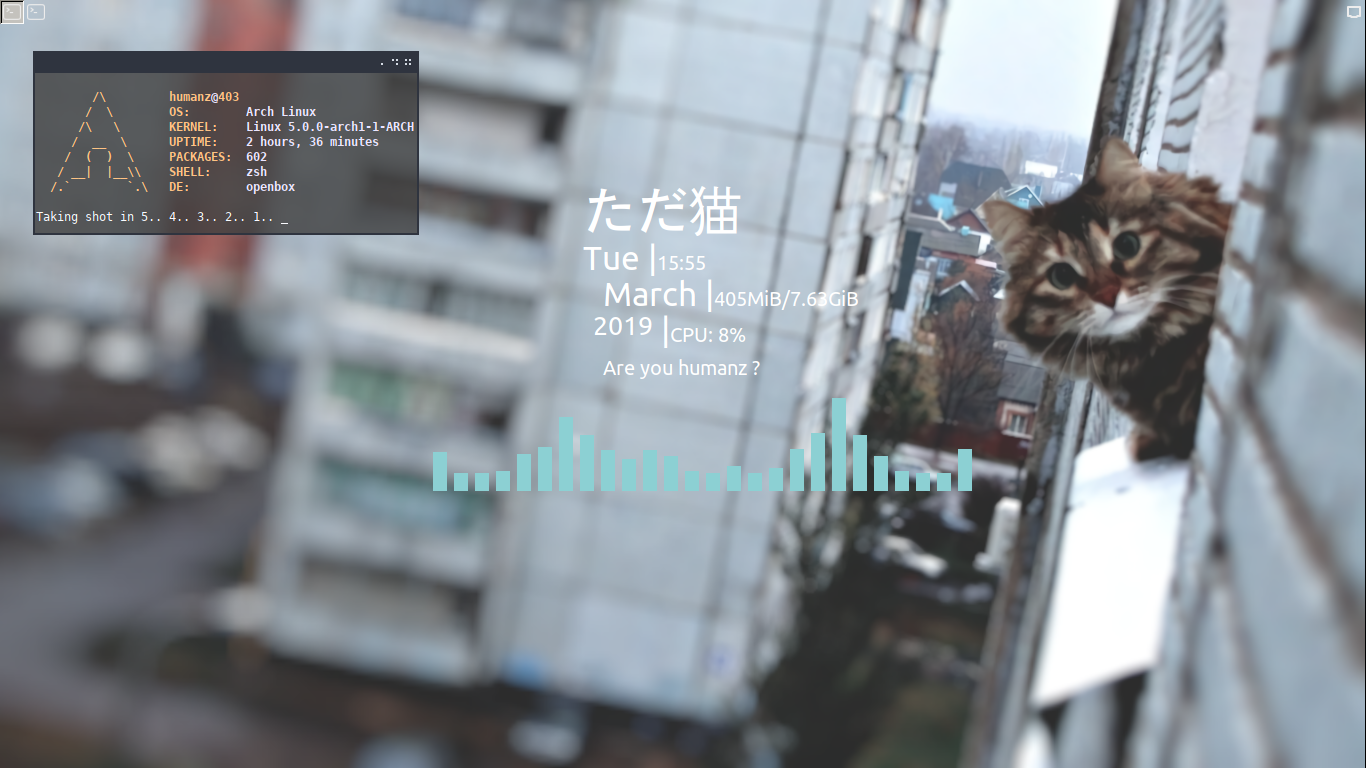 humanz@403
OS: Arch Linux
KERNEL: Linux 5.0.0-arch1-1-ARCH
UPTIME: 2 hours, 36 minutes
PACKAGES: 602
SHELL: zsh
DE: openbox
Taking shot in 5.. 4.. 3.. 2.. 1.. _
ただ猫
Tue |15:55
March |405MiB/7.63GiB
2019 |CPU: 8%
Are you humanz ?